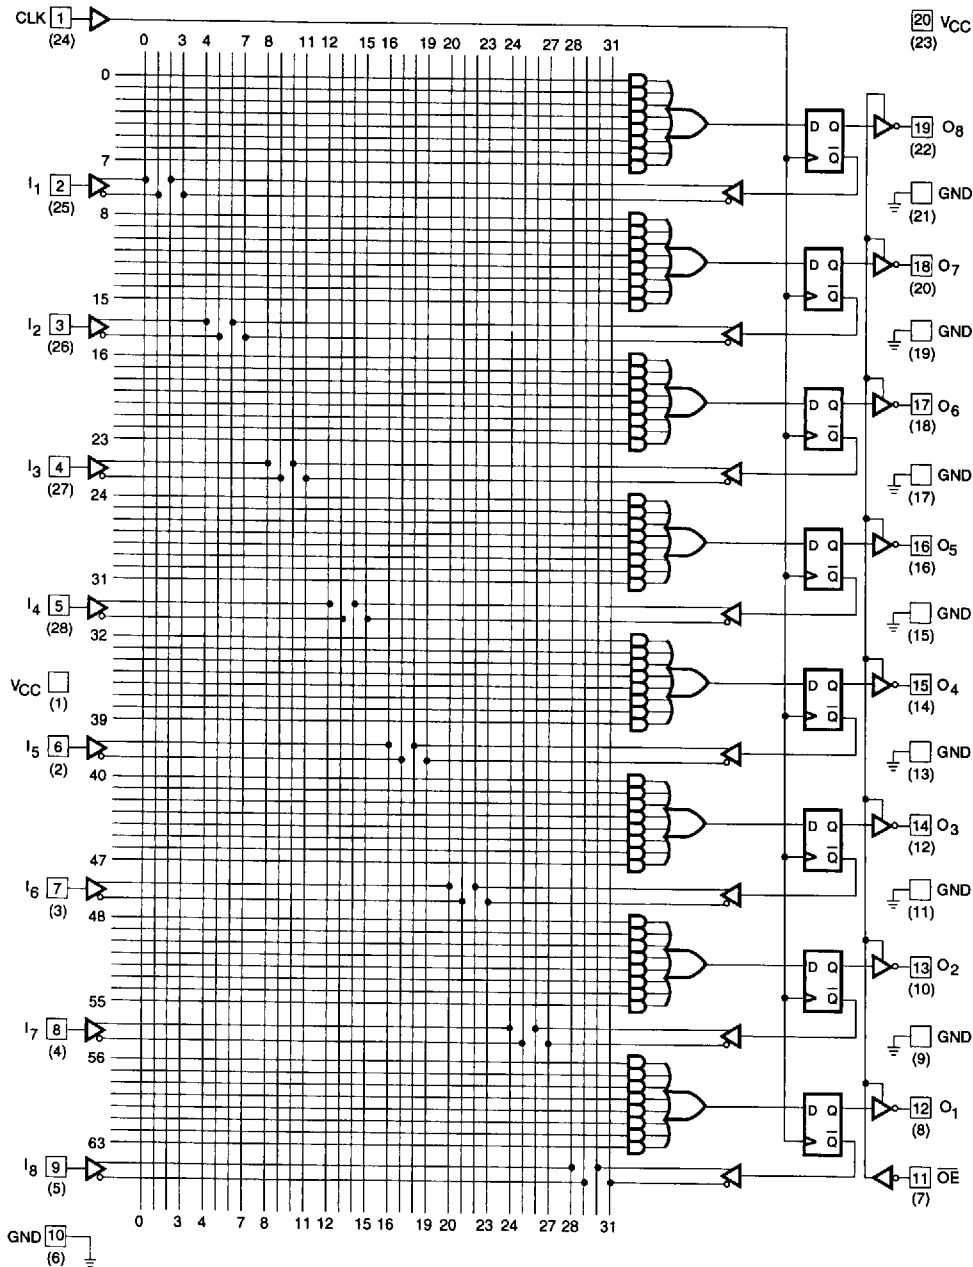 CLK 1
(24)
20 VCC
(23)
0 3 4 7 8 11 12 15 16 19 20 23 24 27 28 31
0
D Q
Q̅
19 O8
(22)
7
I1 2
(25)
GND
(21)
8
D Q
Q̅
18 O7
(20)
15
I2 3
(26)
GND
(19)
16
D Q
Q̅
17 O6
(18)
23
I3 4
(27)
GND
(17)
24
D Q
Q̅
16 O5
(16)
31
I4 5
(28)
GND
(15)
32
VCC
(1)
D Q
Q̅
15 O4
(14)
39
I5 6
(2)
GND
(13)
40
D Q
Q̅
14 O3
(12)
47
I6 7
(3)
GND
(11)
48
D Q
Q̅
13 O2
(10)
55
I7 8
(4)
GND
(9)
56
D Q
Q̅
12 O1
(8)
63
I8 9
(5)
11 O̅E̅
(7)
0 3 4 7 8 11 12 15 16 19 20 23 24 27 28 31
GND 10
(6)